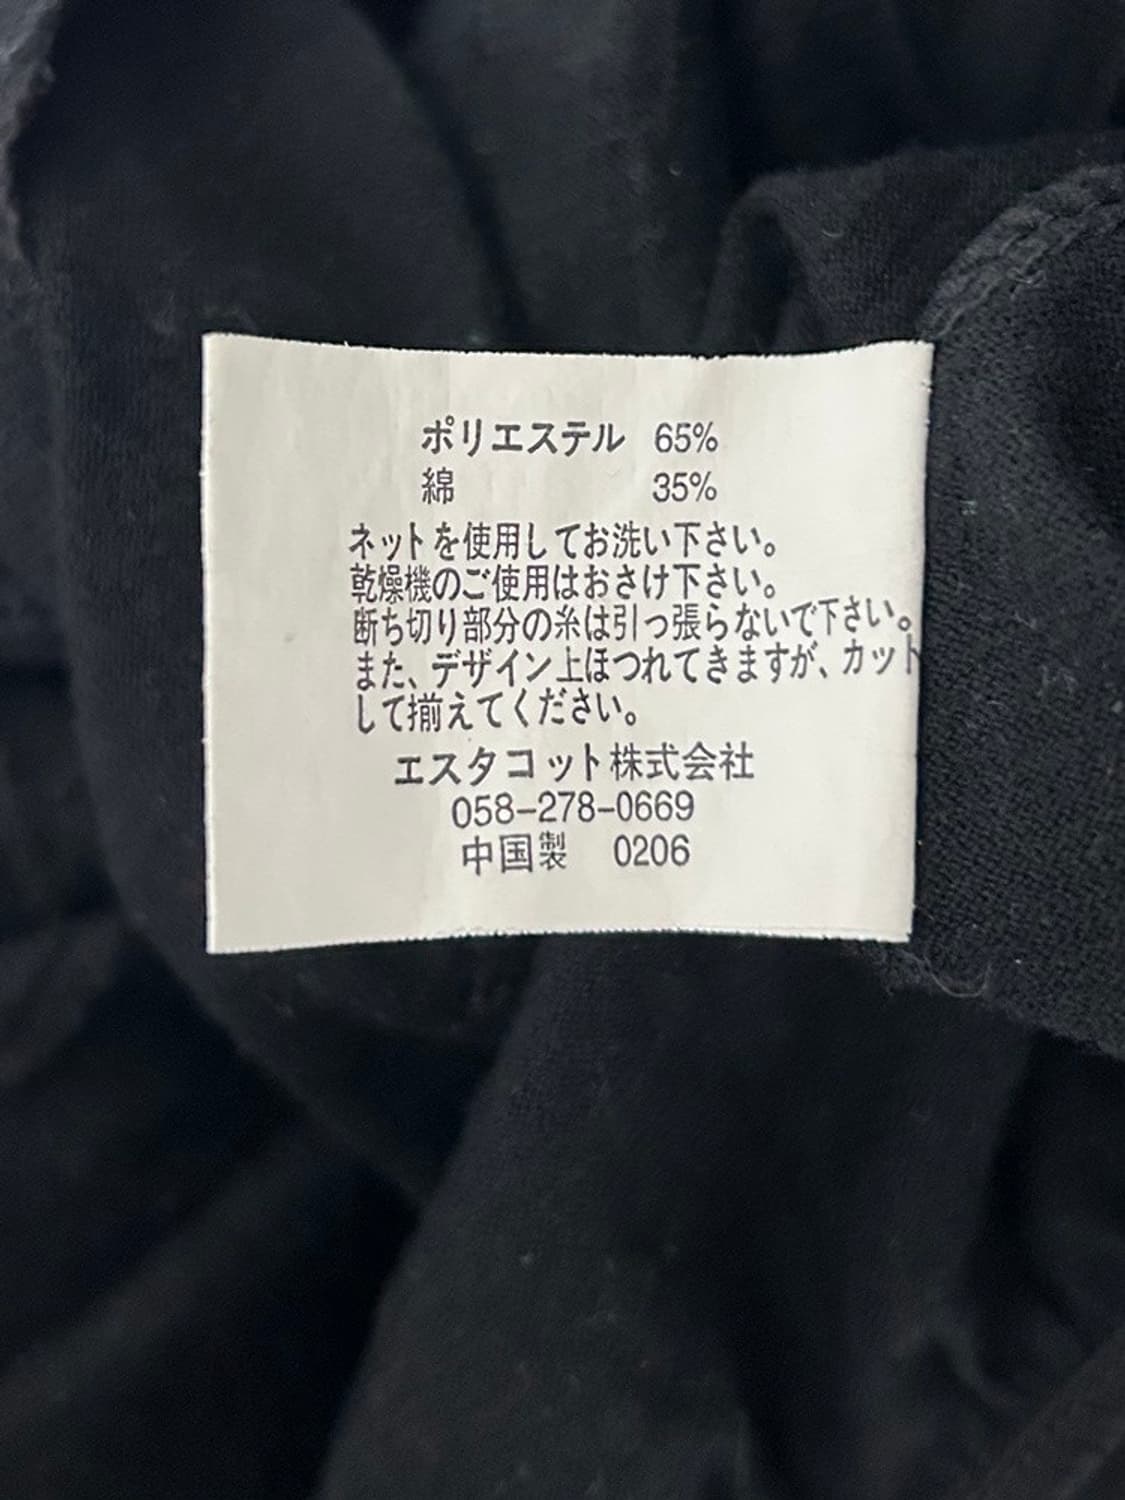 ポリエステル 65%
綿 35%
ネットを使用してお洗い下さい。
乾燥機のご使用はおさけ下さい。
断ち切り部分の糸は引っ張らないで下さい。
また、デザイン上ほつれてきますが、カット
して揃えてください。
エスタコット株式会社
058-278-0669
中国製 0206